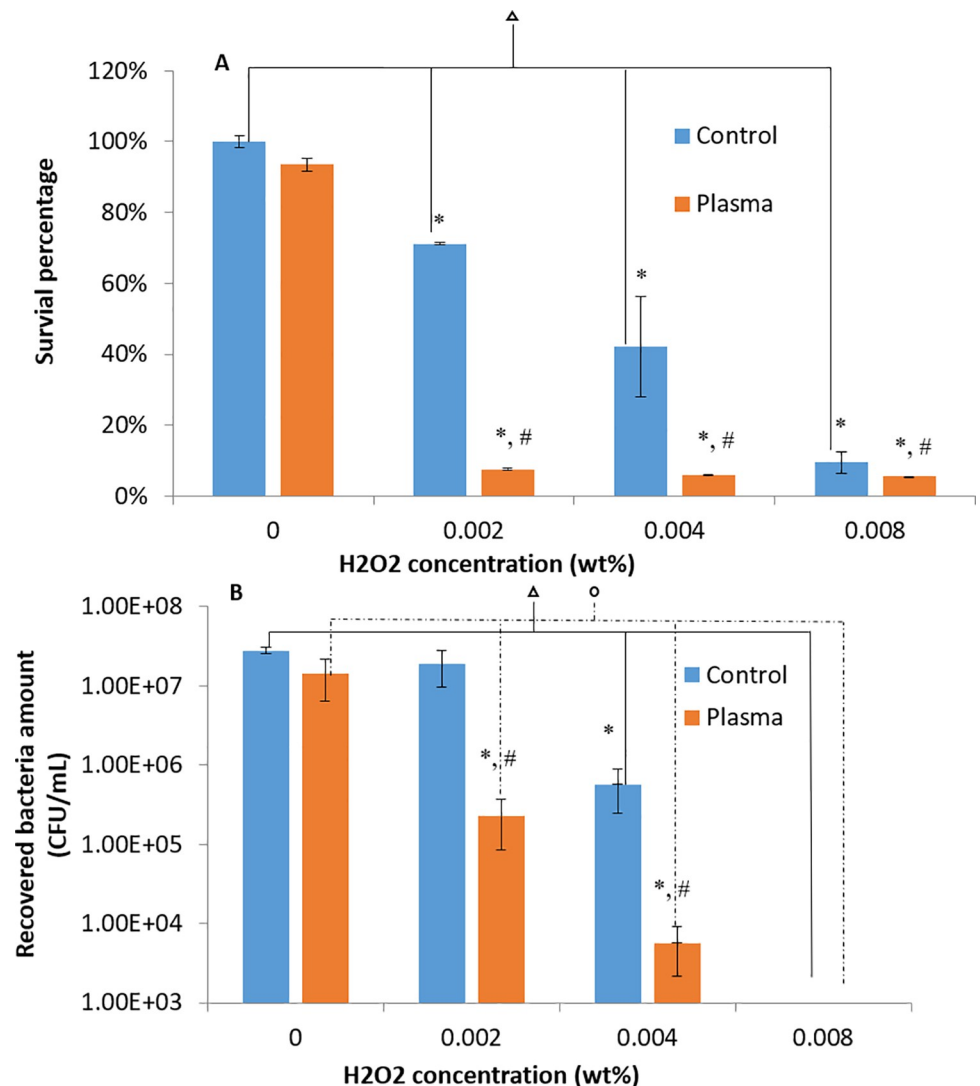 A
120%
100%
80%
60%
40%
20%
0%
Survial percentage
Control
Plasma
*
*, #
*
*, #
*
*, #
0 0.002 0.004 0.008
H2O2 concentration (wt%)
B
1.00E+08
1.00E+07
1.00E+06
1.00E+05
1.00E+04
1.00E+03
Recovered bacteria amount
(CFU/mL)
Control
Plasma
*, #
*
*, #
0 0.002 0.004 0.008
H2O2 concentration (wt%)